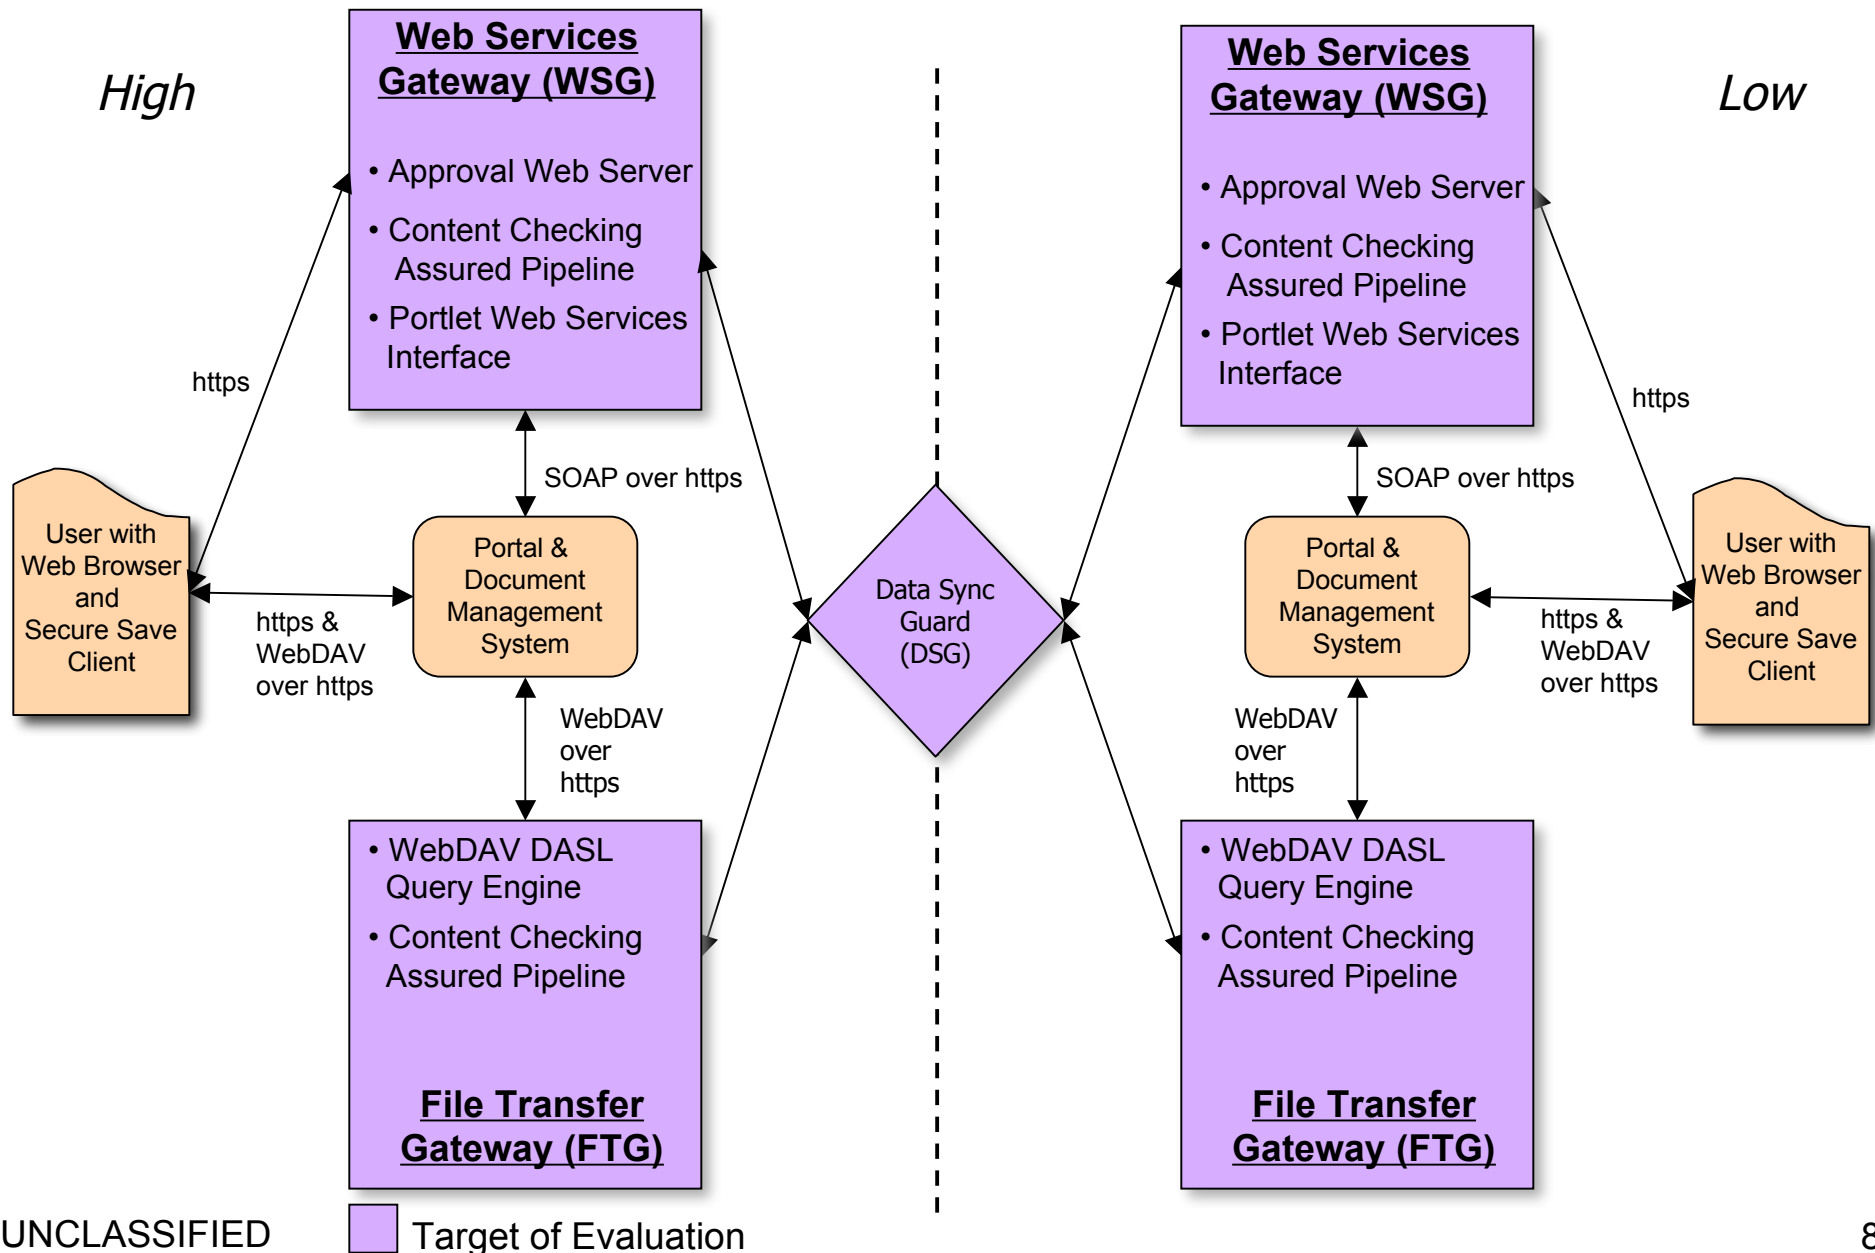 High
Web Services
Gateway (WSG)
• Approval Web Server
• Content Checking
Assured Pipeline
• Portlet Web Services
Interface
https
SOAP over https
User with
Web Browser
and
Secure Save
Client
https &
WebDAV
over https
Portal &
Document
Management
System
WebDAV
over
https
• WebDAV DASL
Query Engine
• Content Checking
Assured Pipeline
File Transfer
Gateway (FTG)
Data Sync
Guard
(DSG)
Low
Web Services
Gateway (WSG)
• Approval Web Server
• Content Checking
Assured Pipeline
• Portlet Web Services
Interface
https
SOAP over https
Portal &
Document
Management
System
https &
WebDAV
over https
User with
Web Browser
and
Secure Save
Client
WebDAV
over
https
• WebDAV DASL
Query Engine
• Content Checking
Assured Pipeline
File Transfer
Gateway (FTG)
UNCLASSIFIED
Target of Evaluation
8